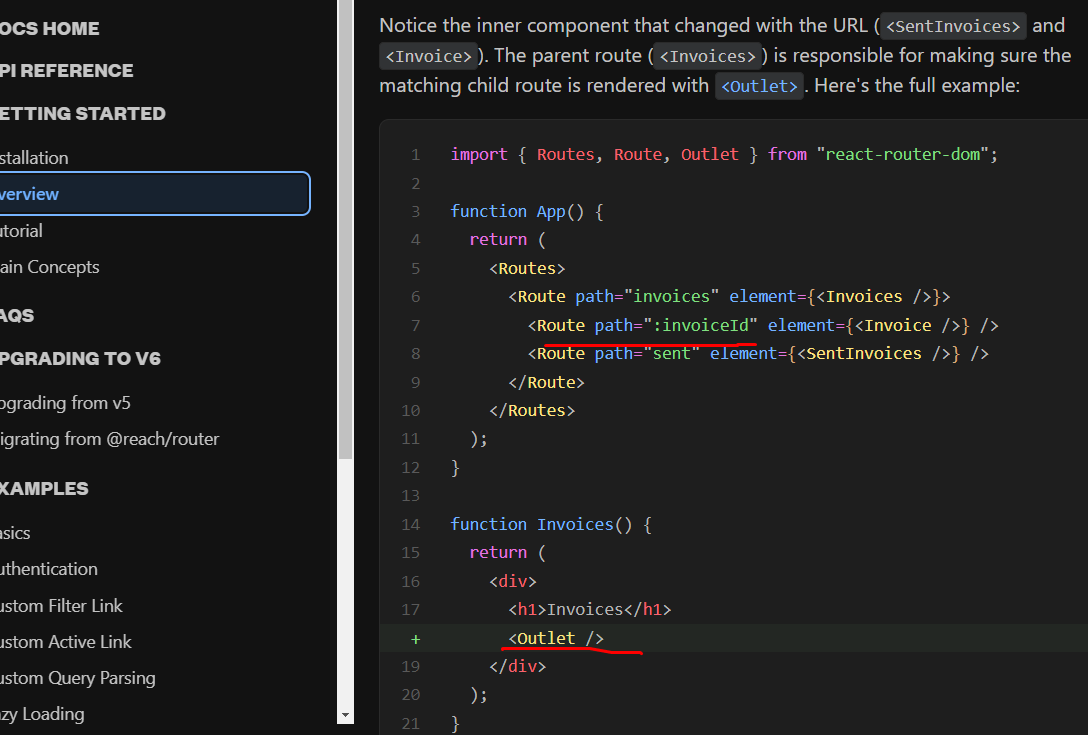 OCS HOME
PI REFERENCE
ETTING STARTED
stallation
verview
utorial
ain Concepts
AQS
PGRADING TO V6
pgrading from v5
igrating from @reach/router
XAMPLES
asics
uthentication
ustom Filter Link
ustom Active Link
ustom Query Parsing
zy Loading
Notice the inner component that changed with the URL (<SentInvoices> and
<Invoice>). The parent route (<Invoices>) is responsible for making sure the
matching child route is rendered with <Outlet>. Here's the full example:
1 import { Routes, Route, Outlet } from "react-router-dom";
2
3 function App() {
4   return (
5     <Routes>
6       <Route path="invoices" element={<Invoices />}>
7         <Route path=":invoiceId" element={<Invoice />} />
8         <Route path="sent" element={<SentInvoices />} />
9       </Route>
10     </Routes>
11   );
12 }
13
14 function Invoices() {
15   return (
16     <div>
17       <h1>Invoices</h1>
+       <Outlet />
19     </div>
20   );
21 }